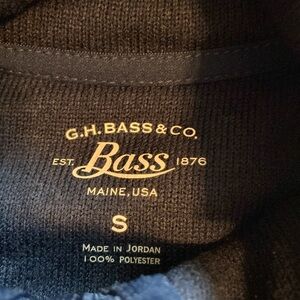 G.H.BASS & CO.
EST. Bass 1876
MAINE, USA
S
MADE IN JORDAN
100% POLYESTER